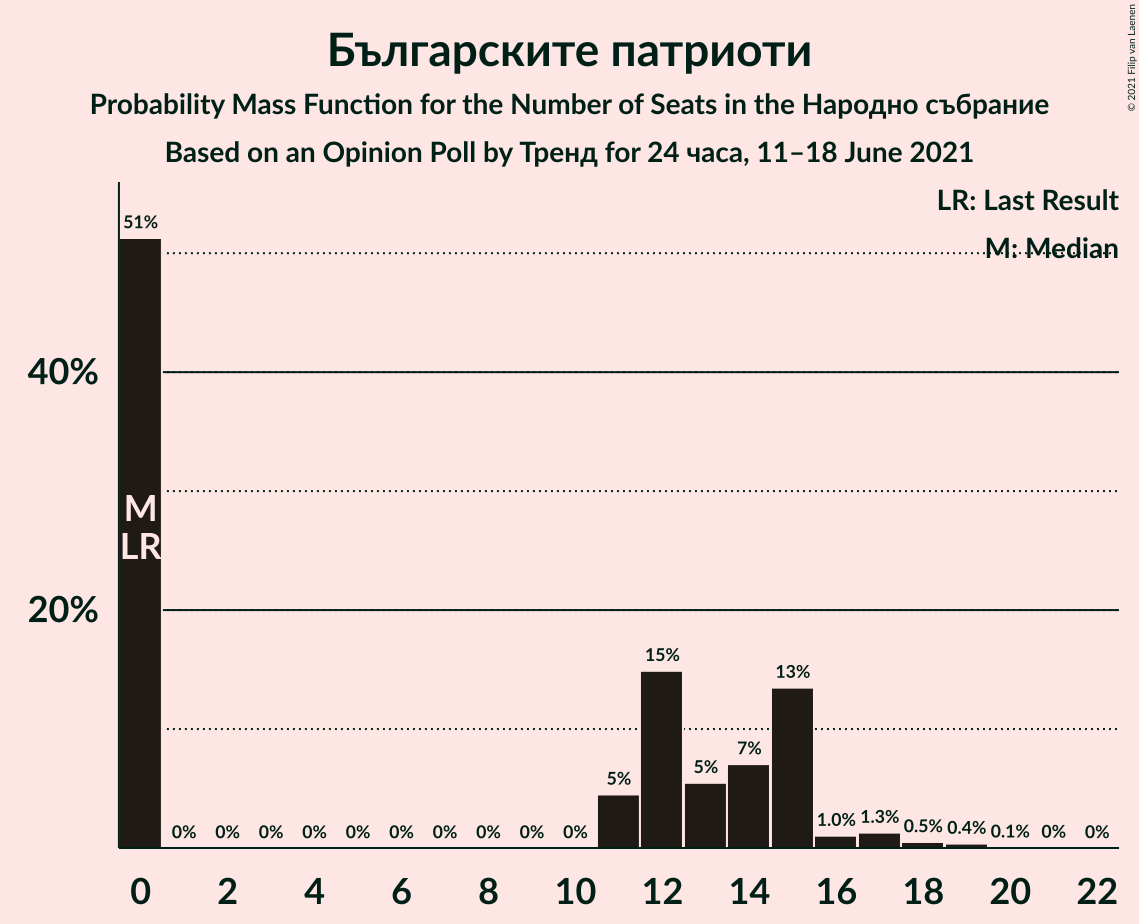 Българските патриоти
Probability Mass Function for the Number of Seats in the Народно събрание
Based on an Opinion Poll by Тренд for 24 часа, 11–18 June 2021
© 2021 Filip van Laenen
LR: Last Result
M: Median
51%
40%
20%
M
LR
0% 0% 0% 0% 0% 0% 0% 0% 0% 0% 5% 15% 5% 7% 13% 1.0% 1.3% 0.5% 0.4% 0.1% 0% 0%
0 2 4 6 8 10 12 14 16 18 20 22